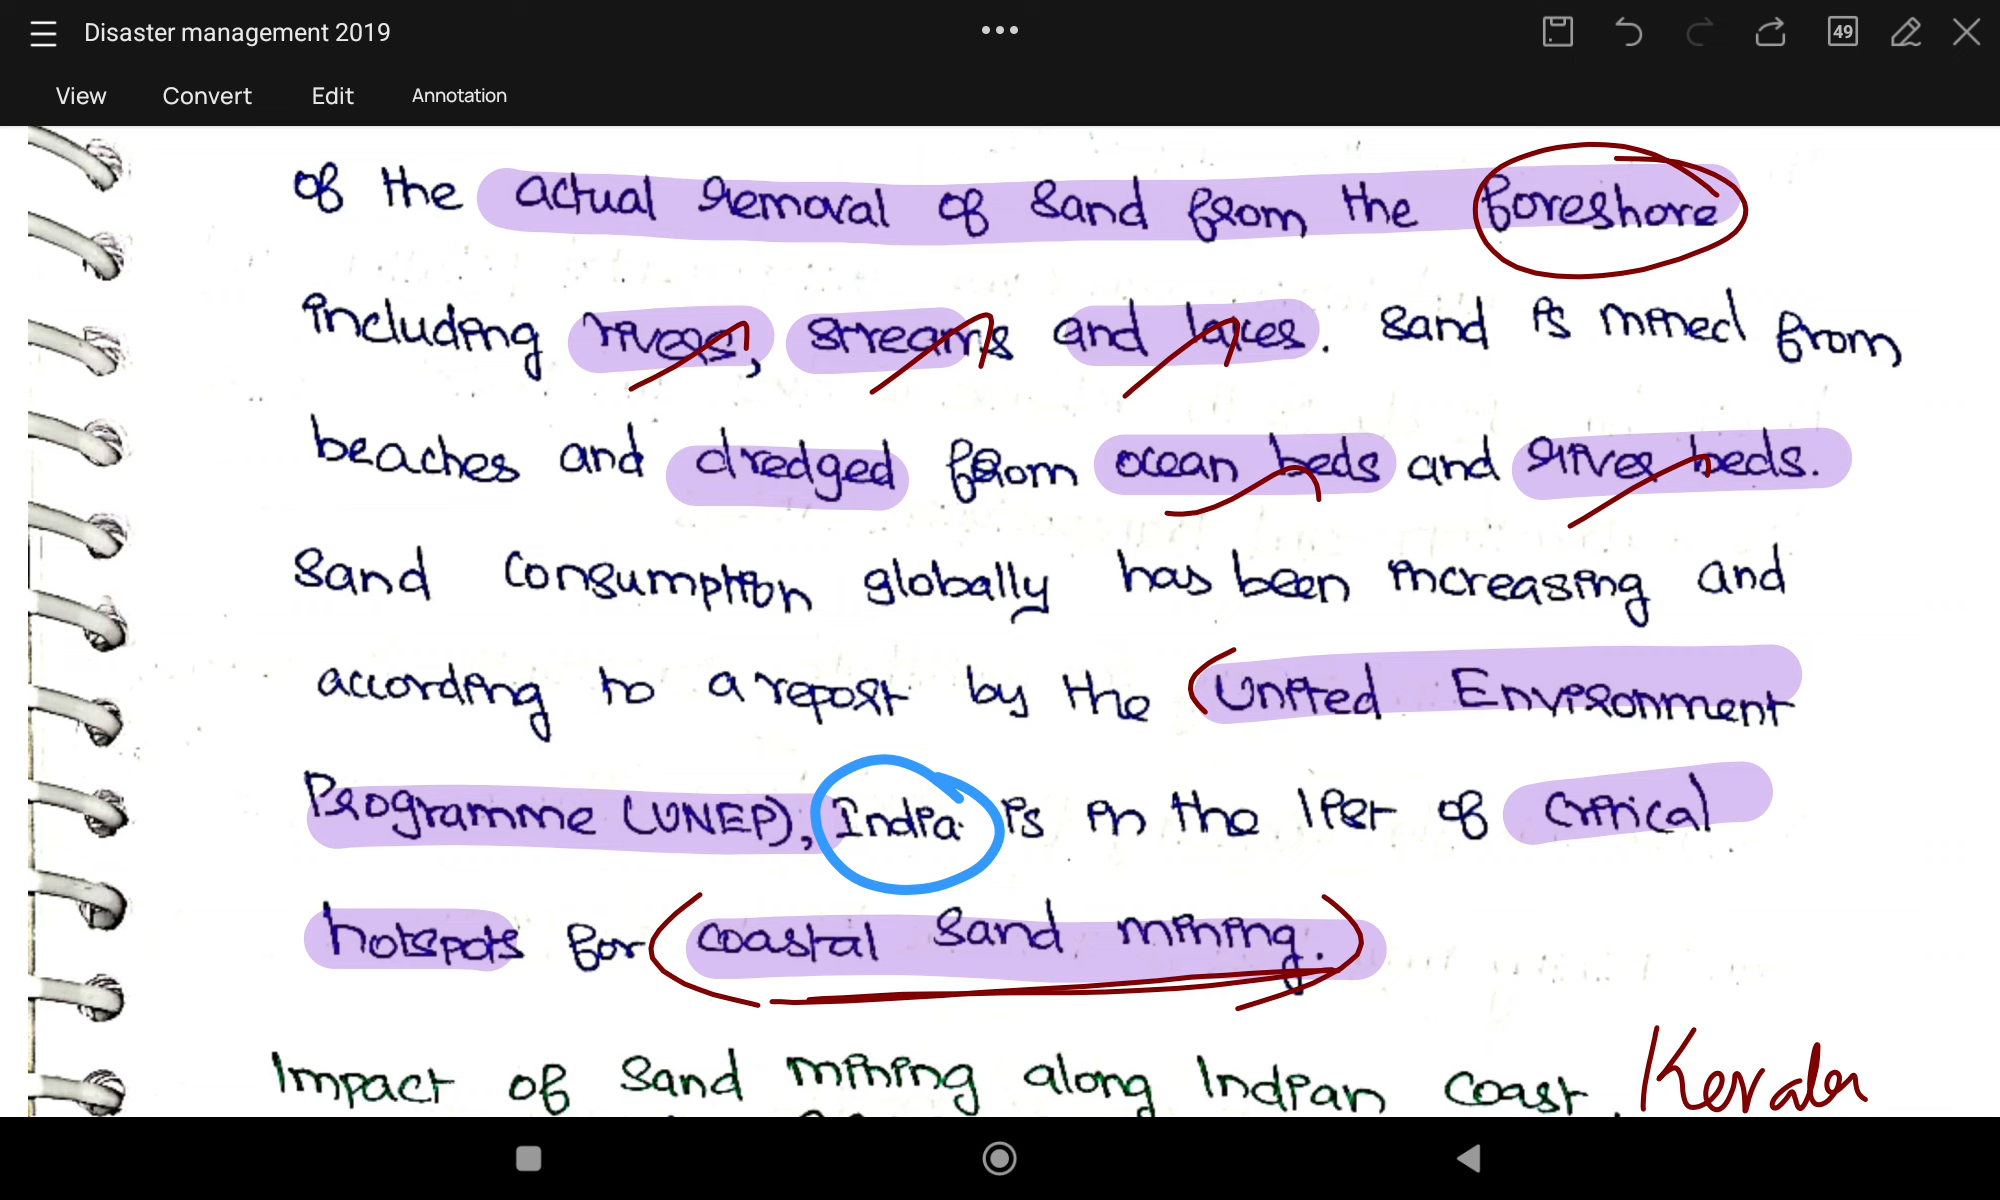 Disaster management 2019
49
View Convert Edit Annotation
of the actual removal of sand from the foreshore
including rivers, streams and lakes. Sand is mined from
beaches and dredged from ocean beds and river beds.
Sand consumption globally has been increasing and
according to a report by the United Environment
Programme (UNEP), India is in the list of critical
hotspots for coastal sand mining.
Impact of sand mining along Indian coast.
Kerala